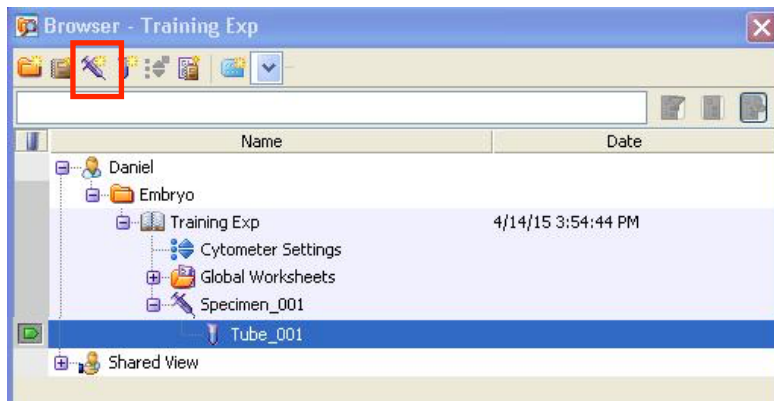 Browser - Training Exp
Name Date
Daniel
Embryo
Training Exp 4/14/15 3:54:44 PM
Cytometer Settings
Global Worksheets
Specimen_001
Tube_001
Shared View